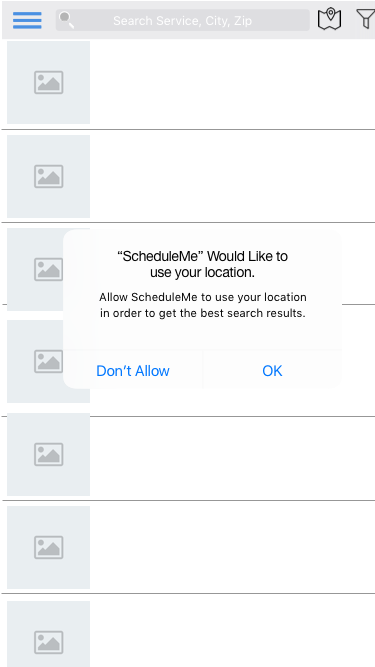 Search Service, City, Zip
“ScheduleMe” Would Like to
use your location.
Allow ScheduleMe to use your location
in order to get the best search results.
Don’t Allow
OK